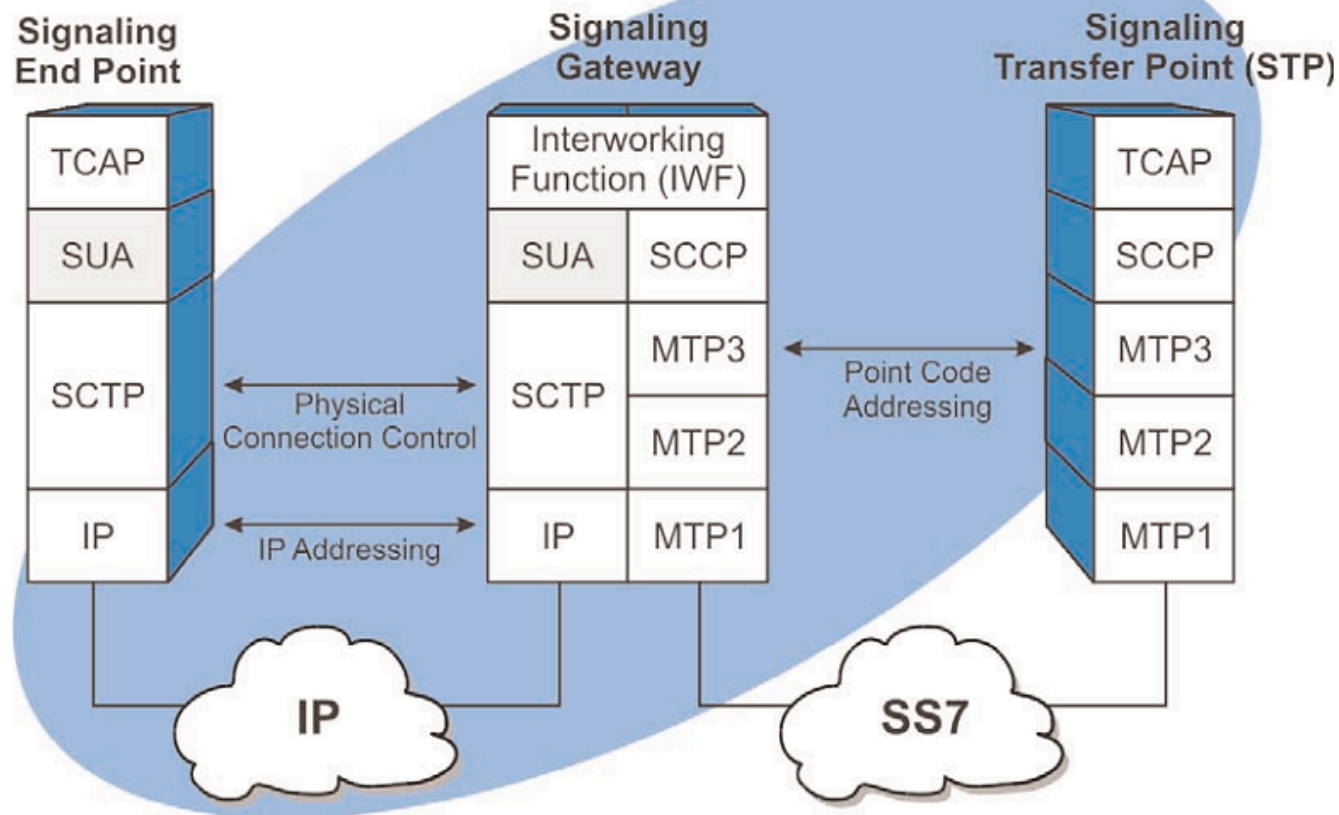 Signaling
End Point
Signaling
Gateway
Signaling
Transfer Point (STP)
TCAP
SUA
SCTP
IP
Physical
Connection Control
IP Addressing
Interworking
Function (IWF)
SUA
SCCP
SCTP
MTP3
MTP2
IP
MTP1
Point Code
Addressing
TCAP
SCCP
MTP3
MTP2
MTP1
IP
SS7